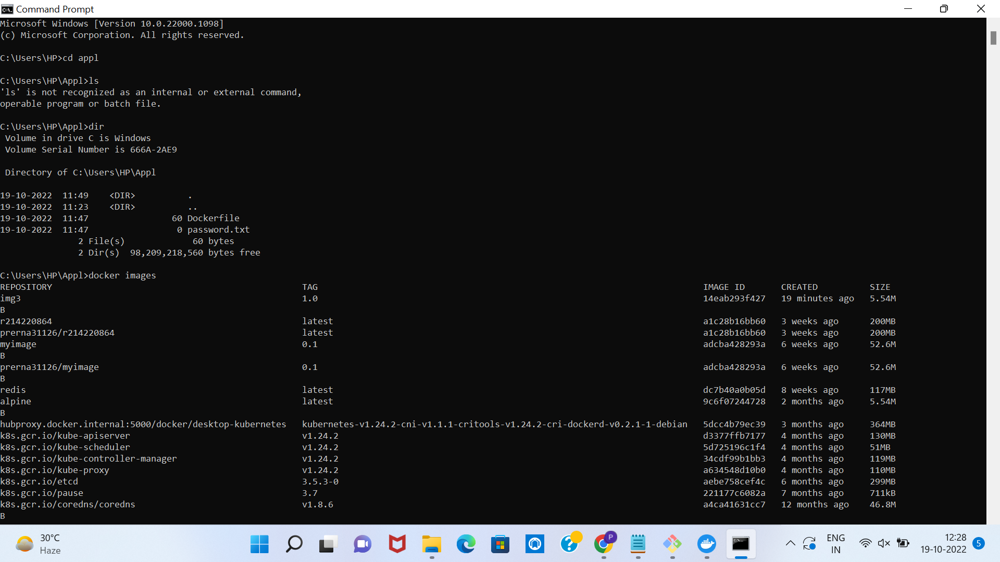 Command Prompt
Microsoft Windows [Version 10.0.22000.1098]
(c) Microsoft Corporation. All rights reserved.
C:\Users\HP>cd appl
C:\Users\HP\Appl>ls
'ls' is not recognized as an internal or external command,
operable program or batch file.
C:\Users\HP\Appl>dir
 Volume in drive C is Windows
 Volume Serial Number is 666A-2AE9
 Directory of C:\Users\HP\Appl
19-10-2022  11:49    <DIR>          .
19-10-2022  11:23    <DIR>          ..
19-10-2022  11:47                60 Dockerfile
19-10-2022  11:47                 0 password.txt
               2 File(s)             60 bytes
               2 Dir(s)  98,209,218,560 bytes free
C:\Users\HP\Appl>docker images
REPOSITORY TAG IMAGE ID CREATED SIZE
img3 1.0 14eab293f427 19 minutes ago 5.54M
B
r214220864 latest a1c28b16bb60 3 weeks ago 200MB
prerna31126/r214220864 latest a1c28b16bb60 3 weeks ago 200MB
myimage 0.1 adcba428293a 6 weeks ago 52.6M
B
prerna31126/myimage 0.1 adcba428293a 6 weeks ago 52.6M
B
redis latest dc7b40a0b05d 8 weeks ago 117MB
alpine latest 9c6f07244728 2 months ago 5.54M
B
hubproxy.docker.internal:5000/docker/desktop-kubernetes kubernetes-v1.24.2-cni-v1.1.1-critools-v1.24.2-cri-dockerd-v0.2.1-1-debian 5dcc4b79ec39 3 months ago 364MB
k8s.gcr.io/kube-apiserver v1.24.2 d3377ffb7177 4 months ago 130MB
k8s.gcr.io/kube-scheduler v1.24.2 5d725196c1f4 4 months ago 51MB
k8s.gcr.io/kube-controller-manager v1.24.2 34cdf99b1bb3 4 months ago 119MB
k8s.gcr.io/kube-proxy v1.24.2 a634548d10b0 4 months ago 110MB
k8s.gcr.io/etcd 3.5.3-0 aebe758cef4c 6 months ago 299MB
k8s.gcr.io/pause 3.7 221177c6082a 7 months ago 711kB
k8s.gcr.io/coredns/coredns v1.8.6 a4ca41631cc7 12 months ago 46.8M
B
30°C
Haze
P
ENG
IN
12:28
19-10-2022
5